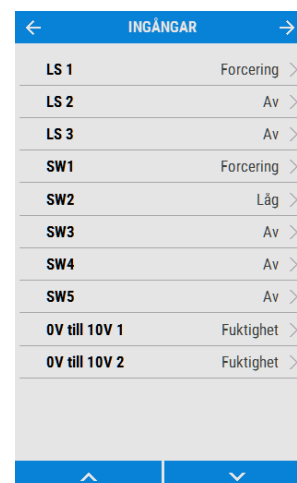 INGÅNGAR
LS 1 Forcering
LS 2 Av
LS 3 Av
SW1 Forcering
SW2 Låg
SW3 Av
SW4 Av
SW5 Av
0V till 10V 1 Fuktighet
0V till 10V 2 Fuktighet